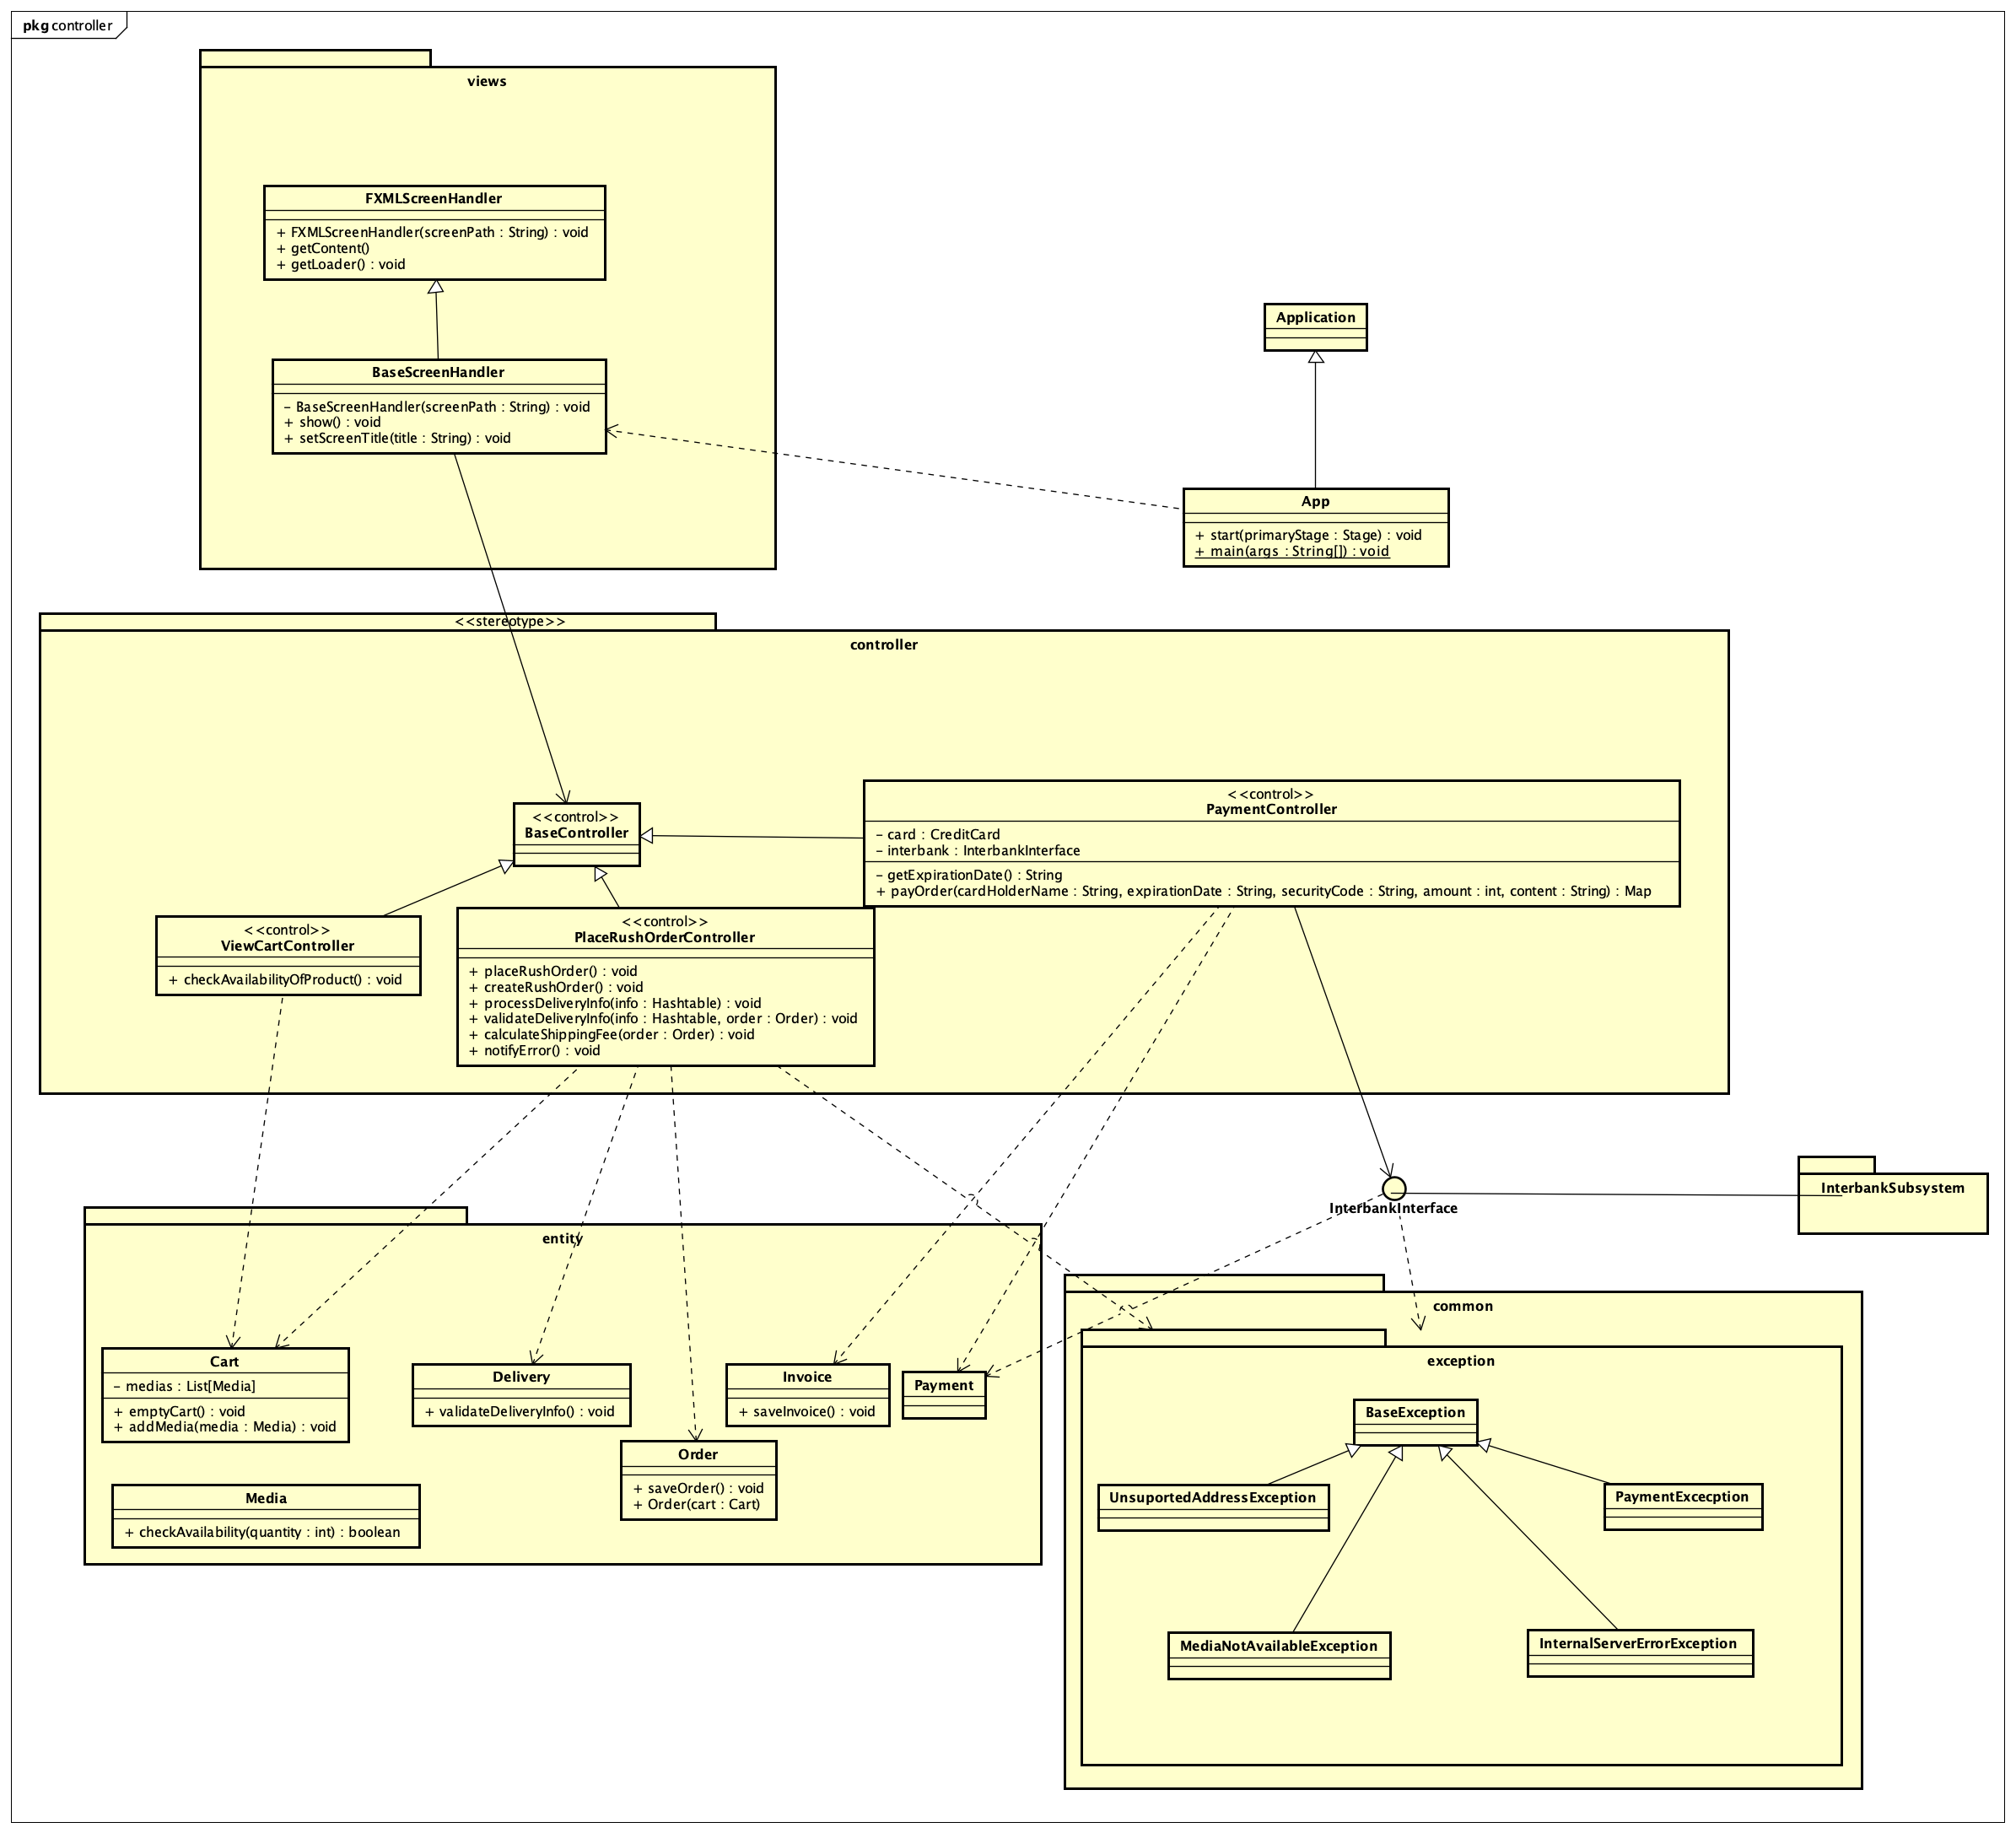 pkg controller
views
FXMLScreenHandler
+ FXMLScreenHandler(screenPath : String) : void
+ getContent()
+ getLoader() : void
BaseScreenHandler
- BaseScreenHandler(screenPath : String) : void
+ show() : void
+ setScreenTitle(title : String) : void
Application
App
+ start(primaryStage : Stage) : void
+ main(args : String[]) : void
<<stereotype>>
controller
<<control>>
BaseController
<<control>>
PaymentController
- card : CreditCard
- interbank : InterbankInterface
- getExpirationDate() : String
+ payOrder(cardHolderName : String, expirationDate : String, securityCode : String, amount : int, content : String) : Map
<<control>>
ViewCartController
+ checkAvailabilityOfProduct() : void
<<control>>
PlaceRushOrderController
+ placeRushOrder() : void
+ createRushOrder() : void
+ processDeliveryInfo(info : Hashtable) : void
+ validateDeliveryInfo(info : Hashtable, order : Order) : void
+ calculateShippingFee(order : Order) : void
+ notifyError() : void
InterbankInterface
InterbankSubsystem
entity
Cart
- medias : List[Media]
+ emptyCart() : void
+ addMedia(media : Media) : void
Delivery
+ validateDeliveryInfo() : void
Invoice
+ saveInvoice() : void
Payment
Order
+ saveOrder() : void
+ Order(cart : Cart)
Media
+ checkAvailability(quantity : int) : boolean
common
exception
BaseException
UnsuportedAddressException
PaymentExcecption
MediaNotAvailableException
InternalServerErrorException